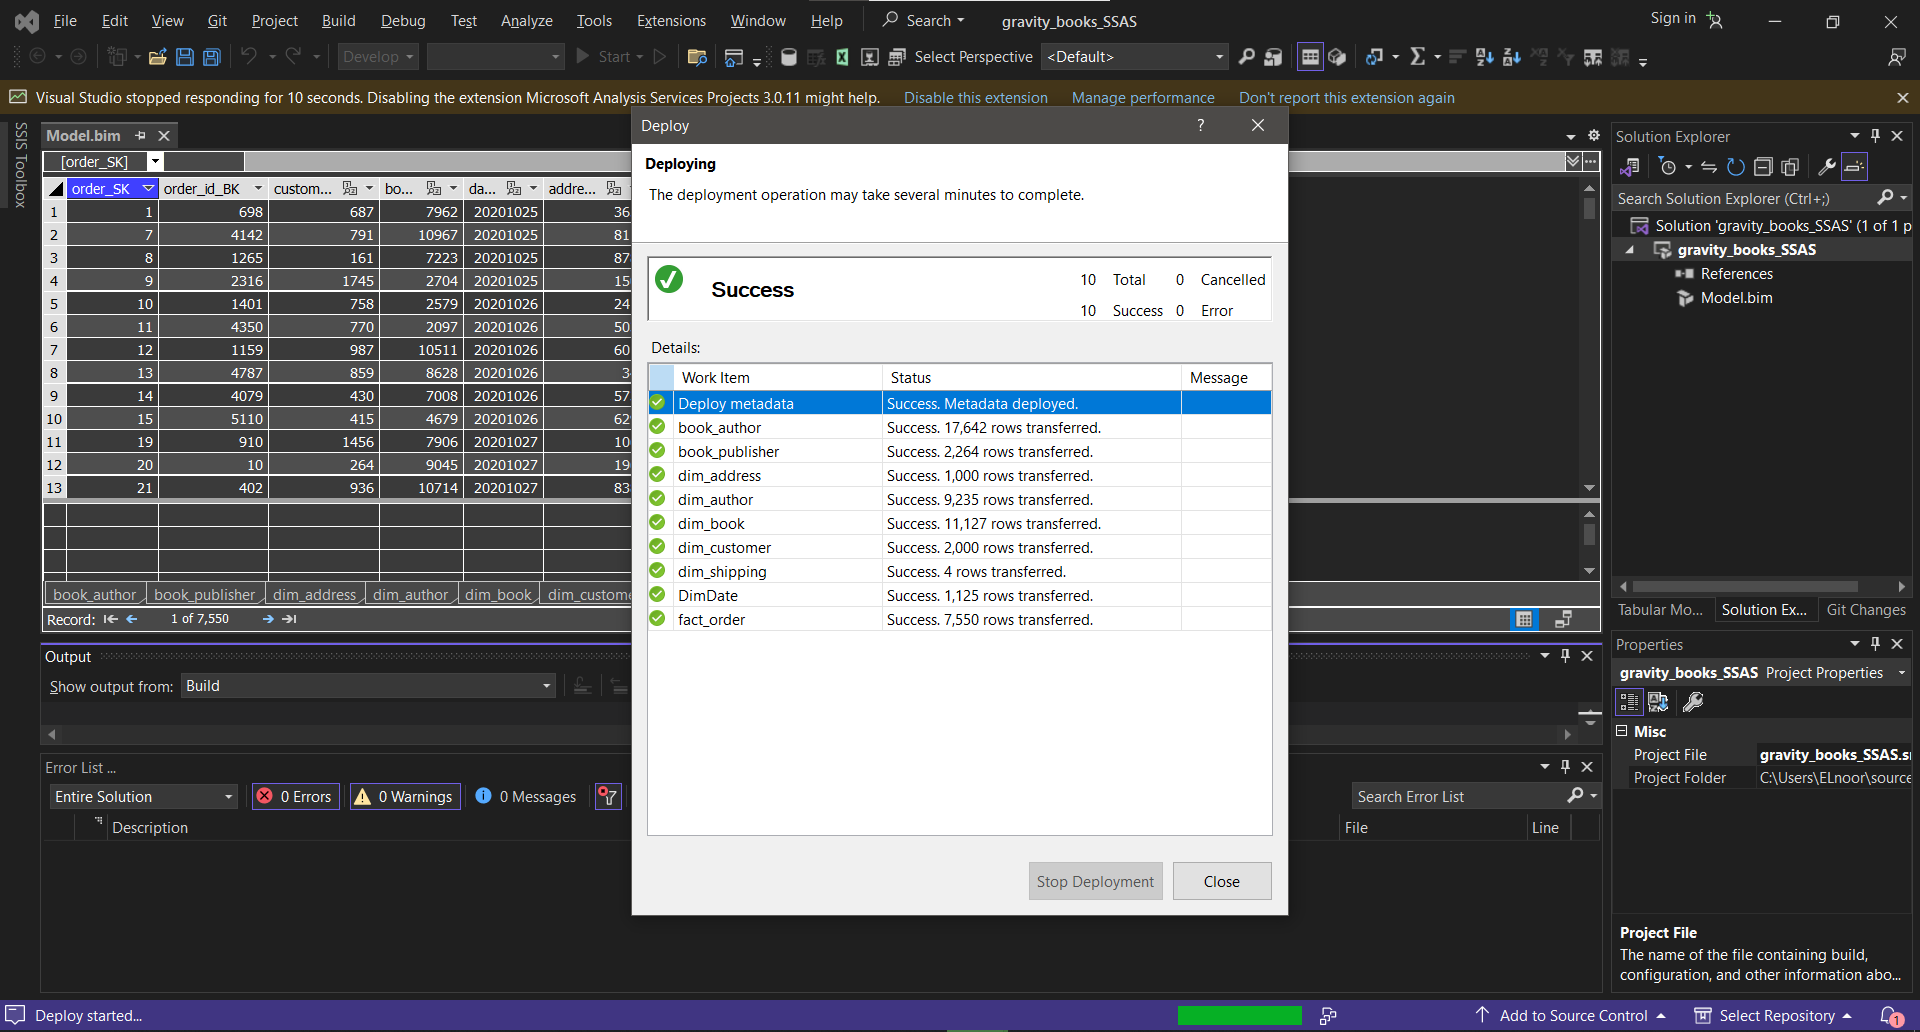 File Edit View Git Project Build Debug Test Analyze Tools Extensions Window Help Search gravity_books_SSAS Sign in
Develop Start Select Perspective <Default>
Visual Studio stopped responding for 10 seconds. Disabling the extension Microsoft Analysis Services Projects 3.0.11 might help. Disable this extension Manage performance Don't report this extension again
SSIS Toolbox
Model.bim
[order_SK]
order_SK order_id_BK custom... bo... da... addre...
1 1 698 687 7962 20201025 36
2 7 4142 791 10967 20201025 81
3 8 1265 161 7223 20201025 87
4 9 2316 1745 2704 20201025 15
5 10 1401 758 2579 20201026 24
6 11 4350 770 2097 20201026 50
7 12 1159 987 10511 20201026 60
8 13 4787 859 8628 20201026 3
9 14 4079 430 7008 20201026 57
10 15 5110 415 4679 20201026 62
11 19 910 1456 7906 20201027 10
12 20 10 264 9045 20201027 19
13 21 402 936 10714 20201027 83
book_author book_publisher dim_address dim_author dim_book dim_custome
Record: 1 of 7,550
Output
Show output from: Build
Error List ...
Entire Solution 0 Errors 0 Warnings 0 Messages Search Error List
Description File Line
Deploy ?
Deploying
The deployment operation may take several minutes to complete.
Success
10 Total 0 Cancelled
10 Success 0 Error
Details:
Work Item Status Message
Deploy metadata Success. Metadata deployed.
book_author Success. 17,642 rows transferred.
book_publisher Success. 2,264 rows transferred.
dim_address Success. 1,000 rows transferred.
dim_author Success. 9,235 rows transferred.
dim_book Success. 11,127 rows transferred.
dim_customer Success. 2,000 rows transferred.
dim_shipping Success. 4 rows transferred.
DimDate Success. 1,125 rows transferred.
fact_order Success. 7,550 rows transferred.
Stop Deployment Close
Solution Explorer
Search Solution Explorer (Ctrl+;)
Solution 'gravity_books_SSAS' (1 of 1 p
gravity_books_SSAS
References
Model.bim
Tabular Mo... Solution Ex... Git Changes
Properties
gravity_books_SSAS Project Properties
Misc
Project File gravity_books_SSAS.s
Project Folder C:\Users\ELnoor\source
Project File
The name of the file containing build,
configuration, and other information abo...
Deploy started... Add to Source Control Select Repository 1